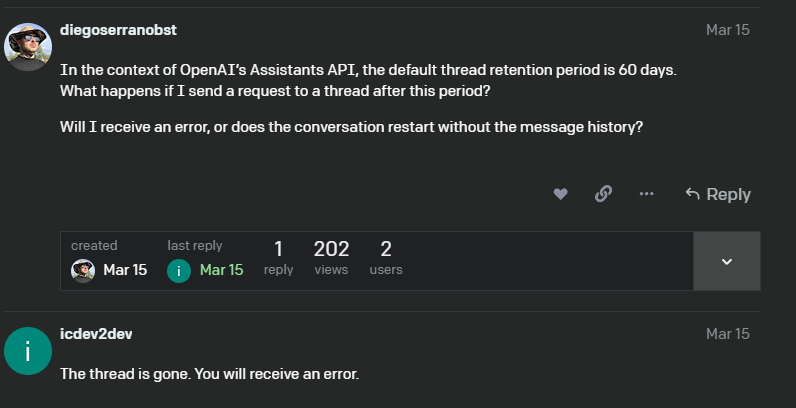 diegoserranobst
Mar 15
In the context of OpenAI's Assistants API, the default thread retention period is 60 days.
What happens if I send a request to a thread after this period?
Will I receive an error, or does the conversation restart without the message history?
Reply
created
last reply
1
202
2
Mar 15
i
Mar 15
reply
views
users
i
icdev2dev
Mar 15
The thread is gone. You will receive an error.